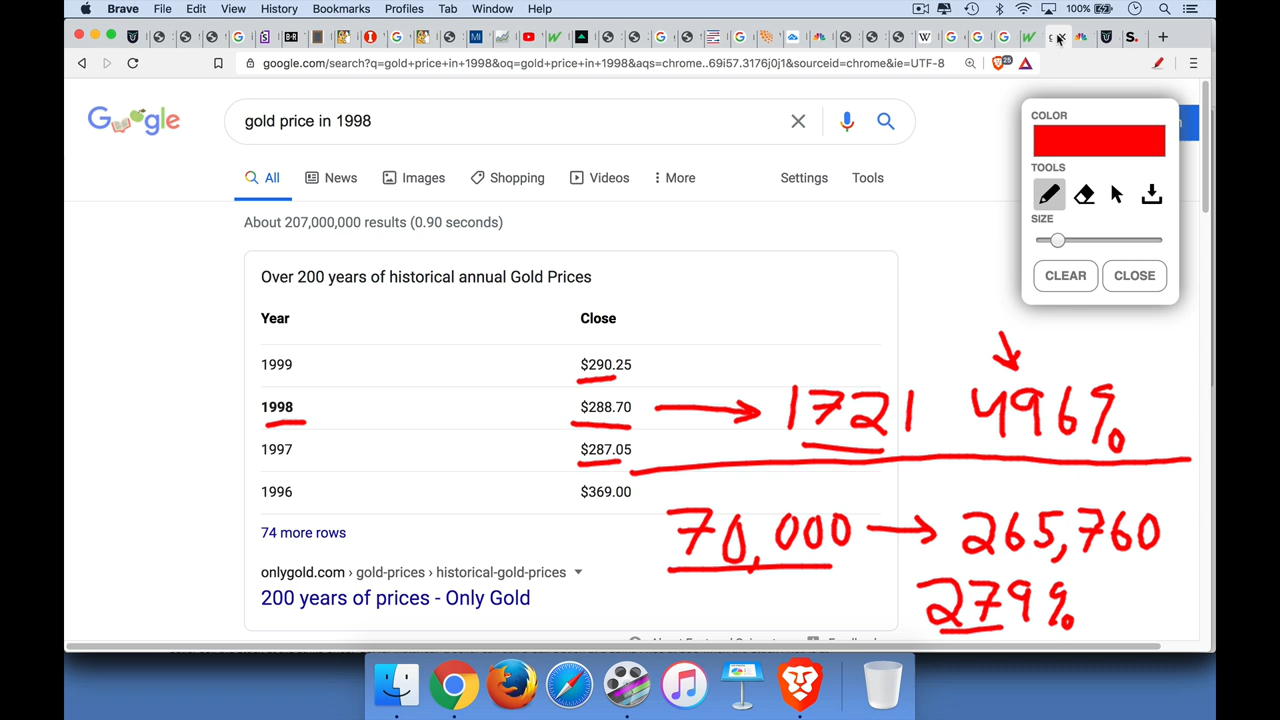 Brave File Edit View History Bookmarks Profiles Tab Window Help 100%
google.com/search?q=gold+price+in+1998&oq=gold+price+in+1998&aqs=chrome..69i57.3176j0j1&sourceid=chrome&ie=UTF-8
25
Google
gold price in 1998
All News Images Shopping Videos More Settings Tools
About 207,000,000 results (0.90 seconds)
COLOR
TOOLS
SIZE
CLEAR CLOSE
Over 200 years of historical annual Gold Prices
Year Close
1999 $290.25
1998 $288.70 1721 496%
1997 $287.05
1996 $369.00
74 more rows
70,000 265,760
279%
onlygold.com › gold-prices › historical-gold-prices
200 years of prices - Only Gold